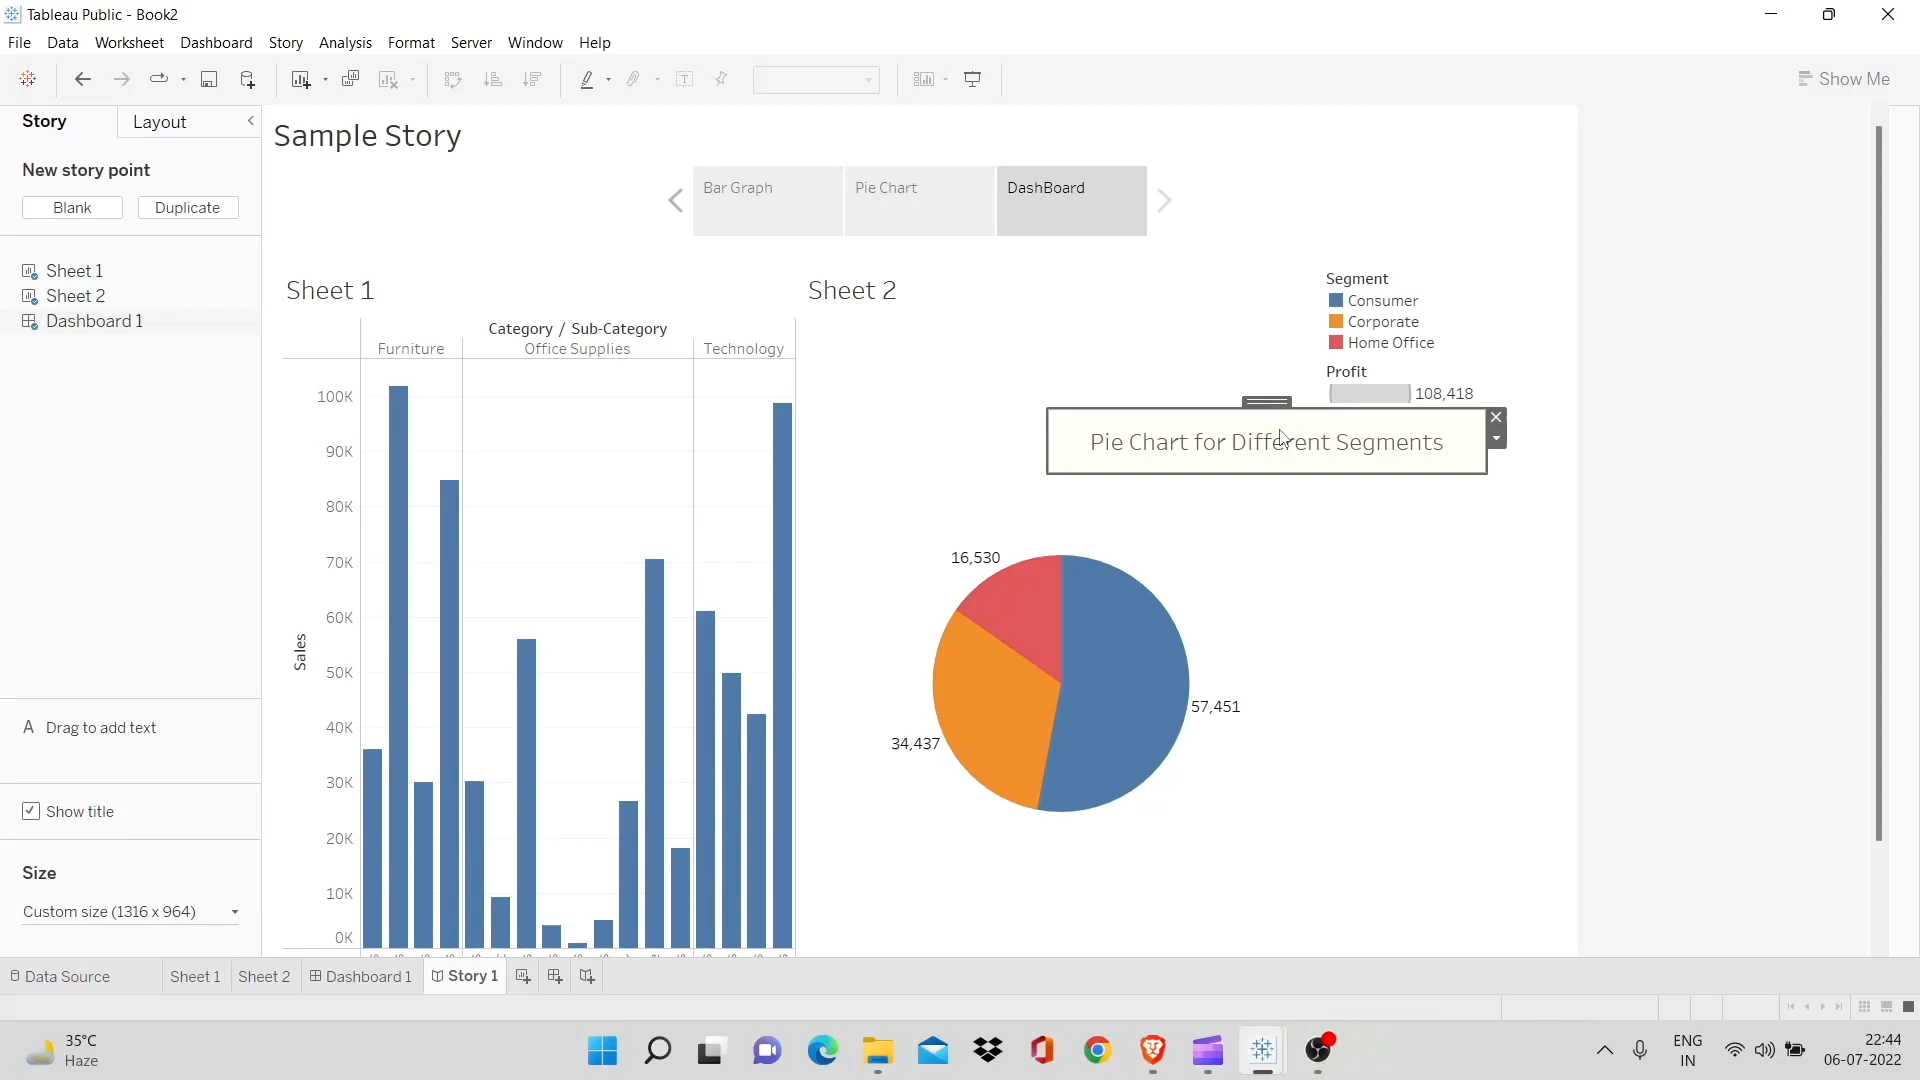 Tableau Public - Book2
File Data Worksheet Dashboard Story Analysis Format Server Window Help
Show Me
Story Layout
New story point
Blank Duplicate
Sheet 1
Sheet 2
Dashboard 1
A Drag to add text
Show title
Size
Custom size (1316 x 964)
Sample Story
Bar Graph Pie Chart DashBoard
Sheet 1
Category / Sub-Category
Furniture Office Supplies Technology
Sales
100K
90K
80K
70K
60K
50K
40K
30K
20K
10K
0K
Sheet 2
Segment
Consumer
Corporate
Home Office
Profit
108,418
Pie Chart for Different Segments
16,530
57,451
34,437
Data Source Sheet 1 Sheet 2 Dashboard 1 Story 1
35°C
Haze
ENG
IN
22:44
06-07-2022